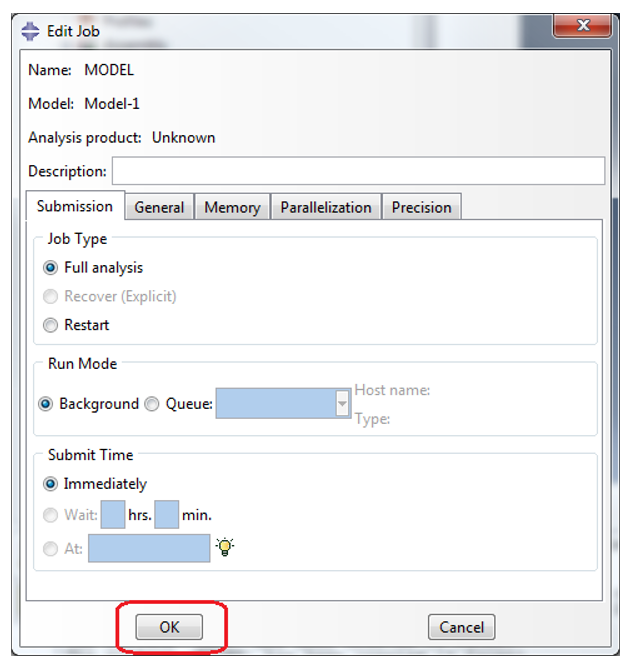 Edit Job
Name: MODEL
Model: Model-1
Analysis product: Unknown
Description:
Submission General Memory Parallelization Precision
Job Type
Full analysis
Recover (Explicit)
Restart
Run Mode
Background Queue: Host name:
Type:
Submit Time
Immediately
Wait: hrs. min.
At:
OK Cancel